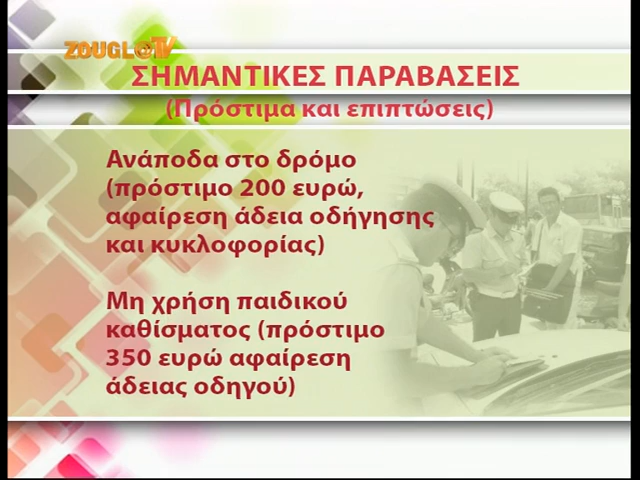 ZOUGL@TV
ΣΗΜΑΝΤΙΚΕΣ ΠΑΡΑΒΑΣΕΙΣ
(Πρόστιμα και επιπτώσεις)
Ανάποδα στο δρόμο
(πρόστιμο 200 ευρώ,
αφαίρεση άδεια οδήγησης
και κυκλοφορίας)
Μη χρήση παιδικού
καθίσματος (πρόστιμο
350 ευρώ αφαίρεση
άδειας οδηγού)